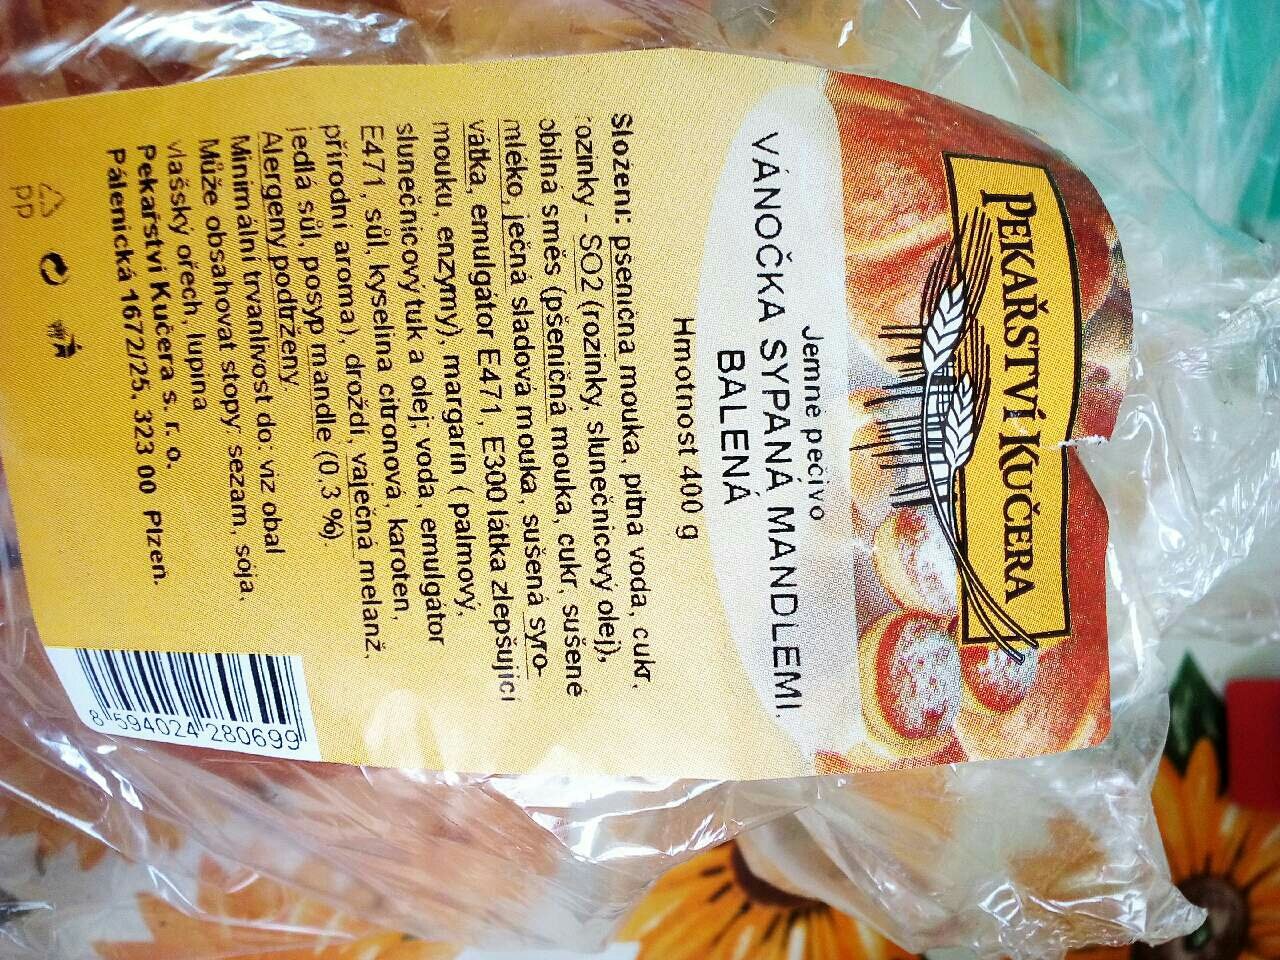 PEKAŘSTVÍ KUČERA
Jemné pečivo
VÁNOČKA SYPANÁ MANDLEMI,
BALENÁ
Hmotnost 400 g
Složení: pšeničná mouka, pitná voda, cukr,
rozinky - SO2 (rozinky, slunečnicový olej),
obilná směs (pšeničná mouka, cukr, sušené
mléko, ječná sladová mouka, sušená syro-
vátka, emulgátor E471, E300 látka zlepšující
mouku, enzymy), margarín ( palmový,
slunečnicový tuk a olej, voda, emulgátor
E471, sůl, kyselina citronová, karoten,
přírodní aroma), droždí, vaječná melanž,
jedlá sůl, posyp mandle (0,3 %).
Alergeny podtrženy
Minimální trvanlivost do: viz obal
Může obsahovat stopy: sezam, sója,
vlašský ořech, lupina
Pekařství Kučera s. r. o.
Pálenická 1672/25, 323 00 Plzeň.
PP
8 594024 280699